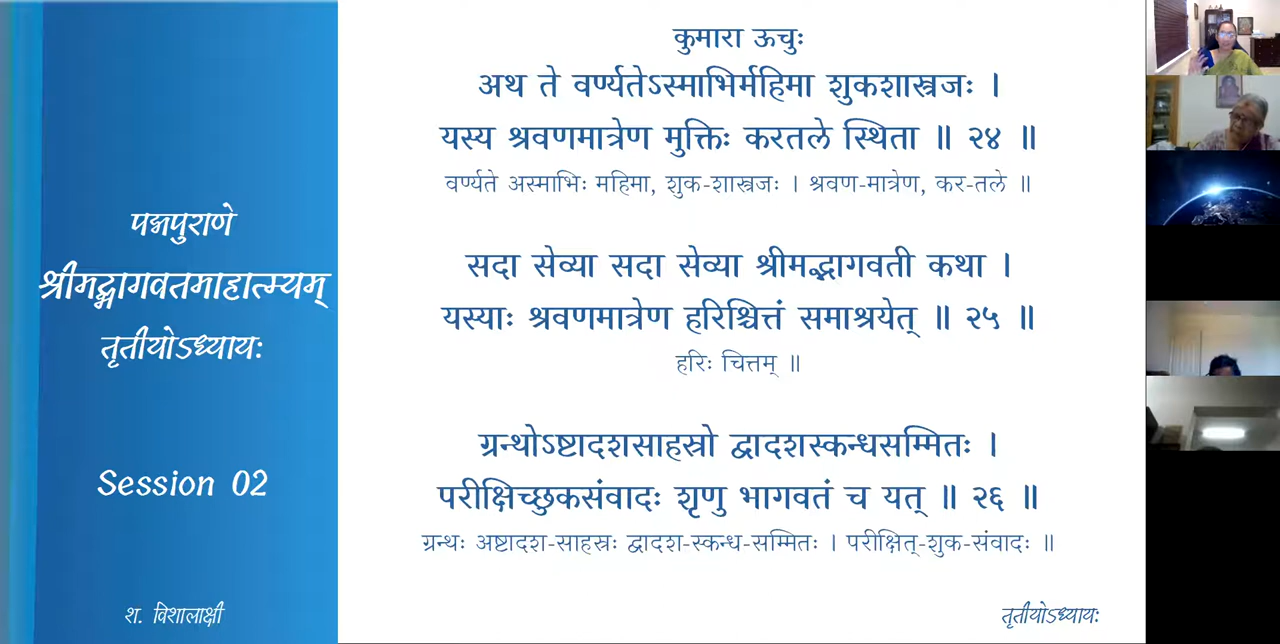 पद्मपुराणे
श्रीमद्भागवतमाहात्म्यम्
तृतीयोऽध्यायः
Session 02
श. विशालाक्षी
कुमारा ऊचुः
अथ ते वर्ण्यतेऽस्माभिर्महिमा शुकशास्त्रजः ।
यस्य श्रवणमात्रेण मुक्तिः करतले स्थिता ॥ २४ ॥
वर्ण्यते अस्माभिः महिमा, शुक-शास्त्रजः । श्रवण-मात्रेण, कर-तले ॥
सदा सेव्या सदा सेव्या श्रीमद्भागवती कथा ।
यस्याः श्रवणमात्रेण हरिश्चित्तं समाश्रयेत् ॥ २५ ॥
हरिः चित्तम् ॥
ग्रन्थोऽष्टादशसाहस्रो द्वादशस्कन्धसम्मितः ।
परीक्षिच्छुकसंवादः शृणु भागवतं च यत् ॥ २६ ॥
ग्रन्थः अष्टादश-साहस्रः द्वादश-स्कन्ध-सम्मितः । परीक्षित्-शुक-संवादः ॥
तृतीयोऽध्यायः